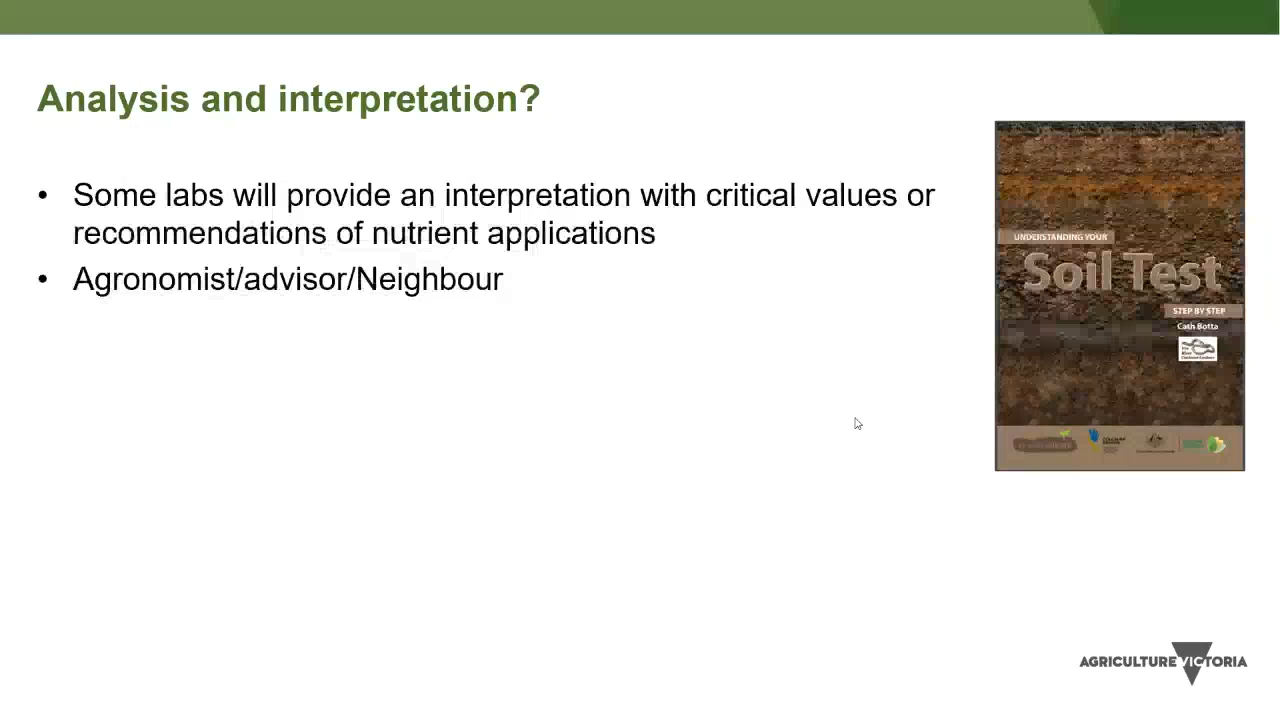 Analysis and interpretation?
• Some labs will provide an interpretation with critical values or
recommendations of nutrient applications
• Agronomist/advisor/Neighbour
UNDERSTANDING YOUR
Soil Test
STEP BY STEP
Cath Botta
AGRICULTURE VICTORIA